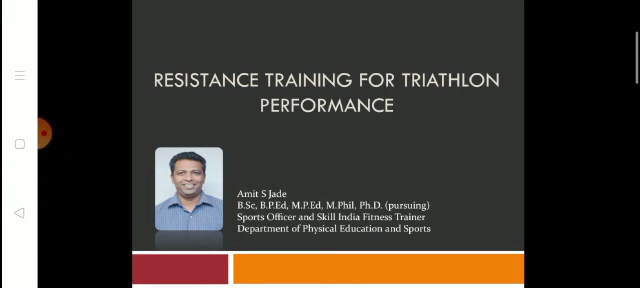 RESISTANCE TRAINING FOR TRIATHLON
PERFORMANCE
Amit S Jade
B.Sc, B.P.Ed, M.P.Ed, M.Phil, Ph.D. (pursuing)
Sports Officer and Skill India Fitness Trainer
Department of Physical Education and Sports